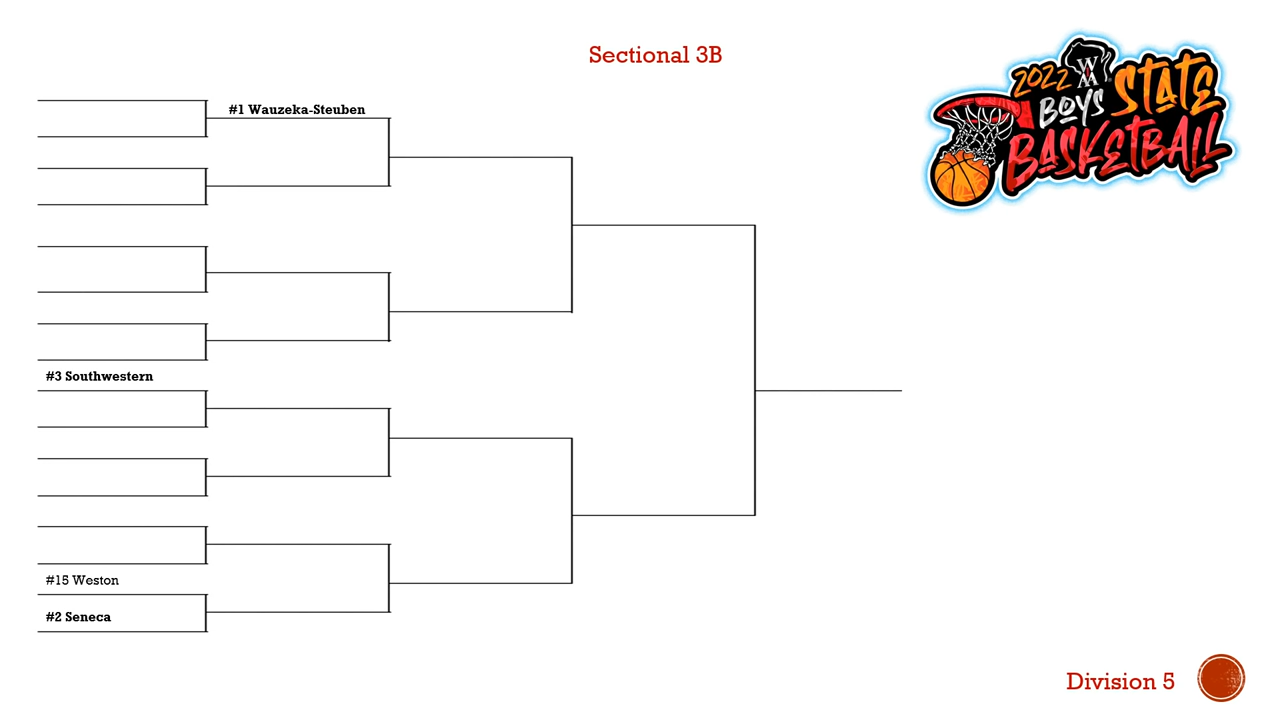 Sectional 3B
2022 WIAA
BOYS STATE
BASKETBALL
#1 Wauzeka-Steuben
#3 Southwestern
#15 Weston
#2 Seneca
Division 5